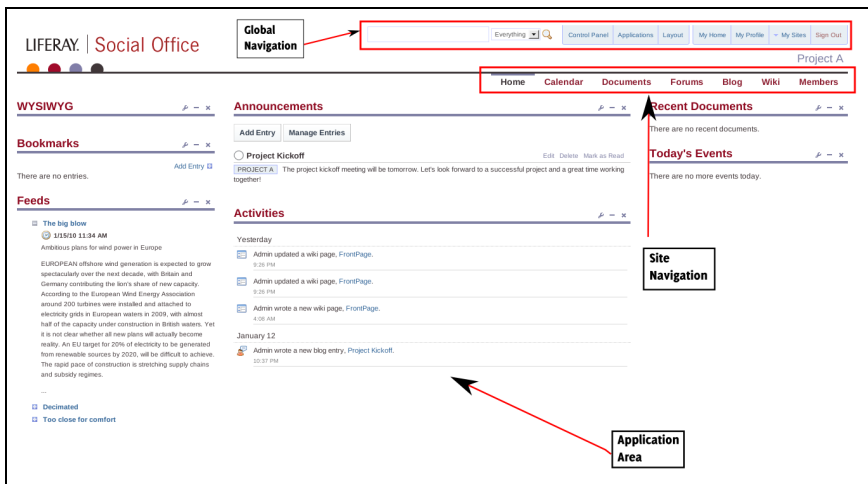 LIFERAY. Social Office
Global
Navigation
Everything
Control Panel Applications Layout My Home My Profile My Sites Sign Out
Project A
Home Calendar Documents Forums Blog Wiki Members
WYSIWYG
Bookmarks
Add Entry
There are no entries.
Feeds
The big blow
1/15/10 11:34 AM
Ambitious plans for wind power in Europe
EUROPEAN offshore wind generation is expected to grow
spectacularly over the next decade, with Britain and
Germany contributing the lion's share of new capacity.
According to the European Wind Energy Association
around 200 turbines were installed and attached to
electricity grids in European waters in 2009, with almost
half of the capacity under construction in British waters. Yet
it is not clear whether all new plans will actually become
reality. An EU target for 20% of electricity to be generated
from renewable sources by 2020, will be difficult to achieve.
The rapid pace of construction is stretching supply chains
and subsidy regimes.
...
Decimated
Too close for comfort
Announcements
Add Entry Manage Entries
Project Kickoff
Edit Delete Mark as Read
PROJECT A The project kickoff meeting will be tomorrow. Let's look forward to a successful project and a great time working
together!
Activities
Yesterday
Admin updated a wiki page, FrontPage.
9:26 PM
Admin updated a wiki page, FrontPage.
9:26 PM
Admin wrote a new wiki page, FrontPage.
4:08 AM
January 12
Admin wrote a new blog entry, Project Kickoff.
10:37 PM
Recent Documents
There are no recent documents.
Today's Events
There are no more events today.
Site
Navigation
Application
Area